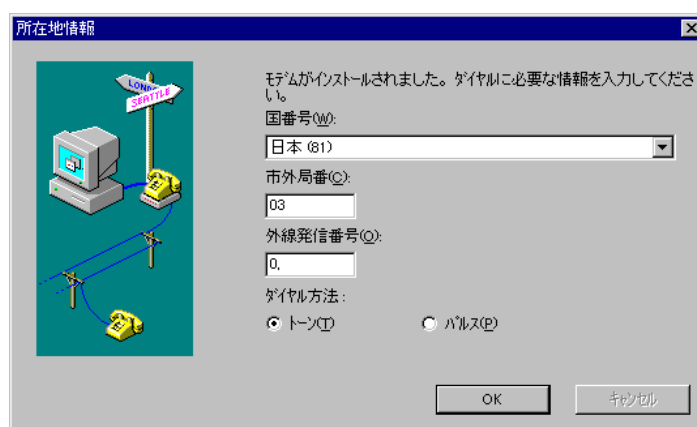 所在地情報
LONDON
SEATTLE
ﾓﾃﾞﾑがｲﾝｽﾄｰﾙされました。ﾀﾞｲﾔﾙに必要な情報を入力してくださ
い。
国番号(W):
日本 (81)
市外局番(C):
03
外線発信番号(O):
0,
ﾀﾞｲﾔﾙ方法:
ﾄｰﾝ(T)
ﾊﾟﾙｽ(P)
OK
ｷｬﾝｾﾙ